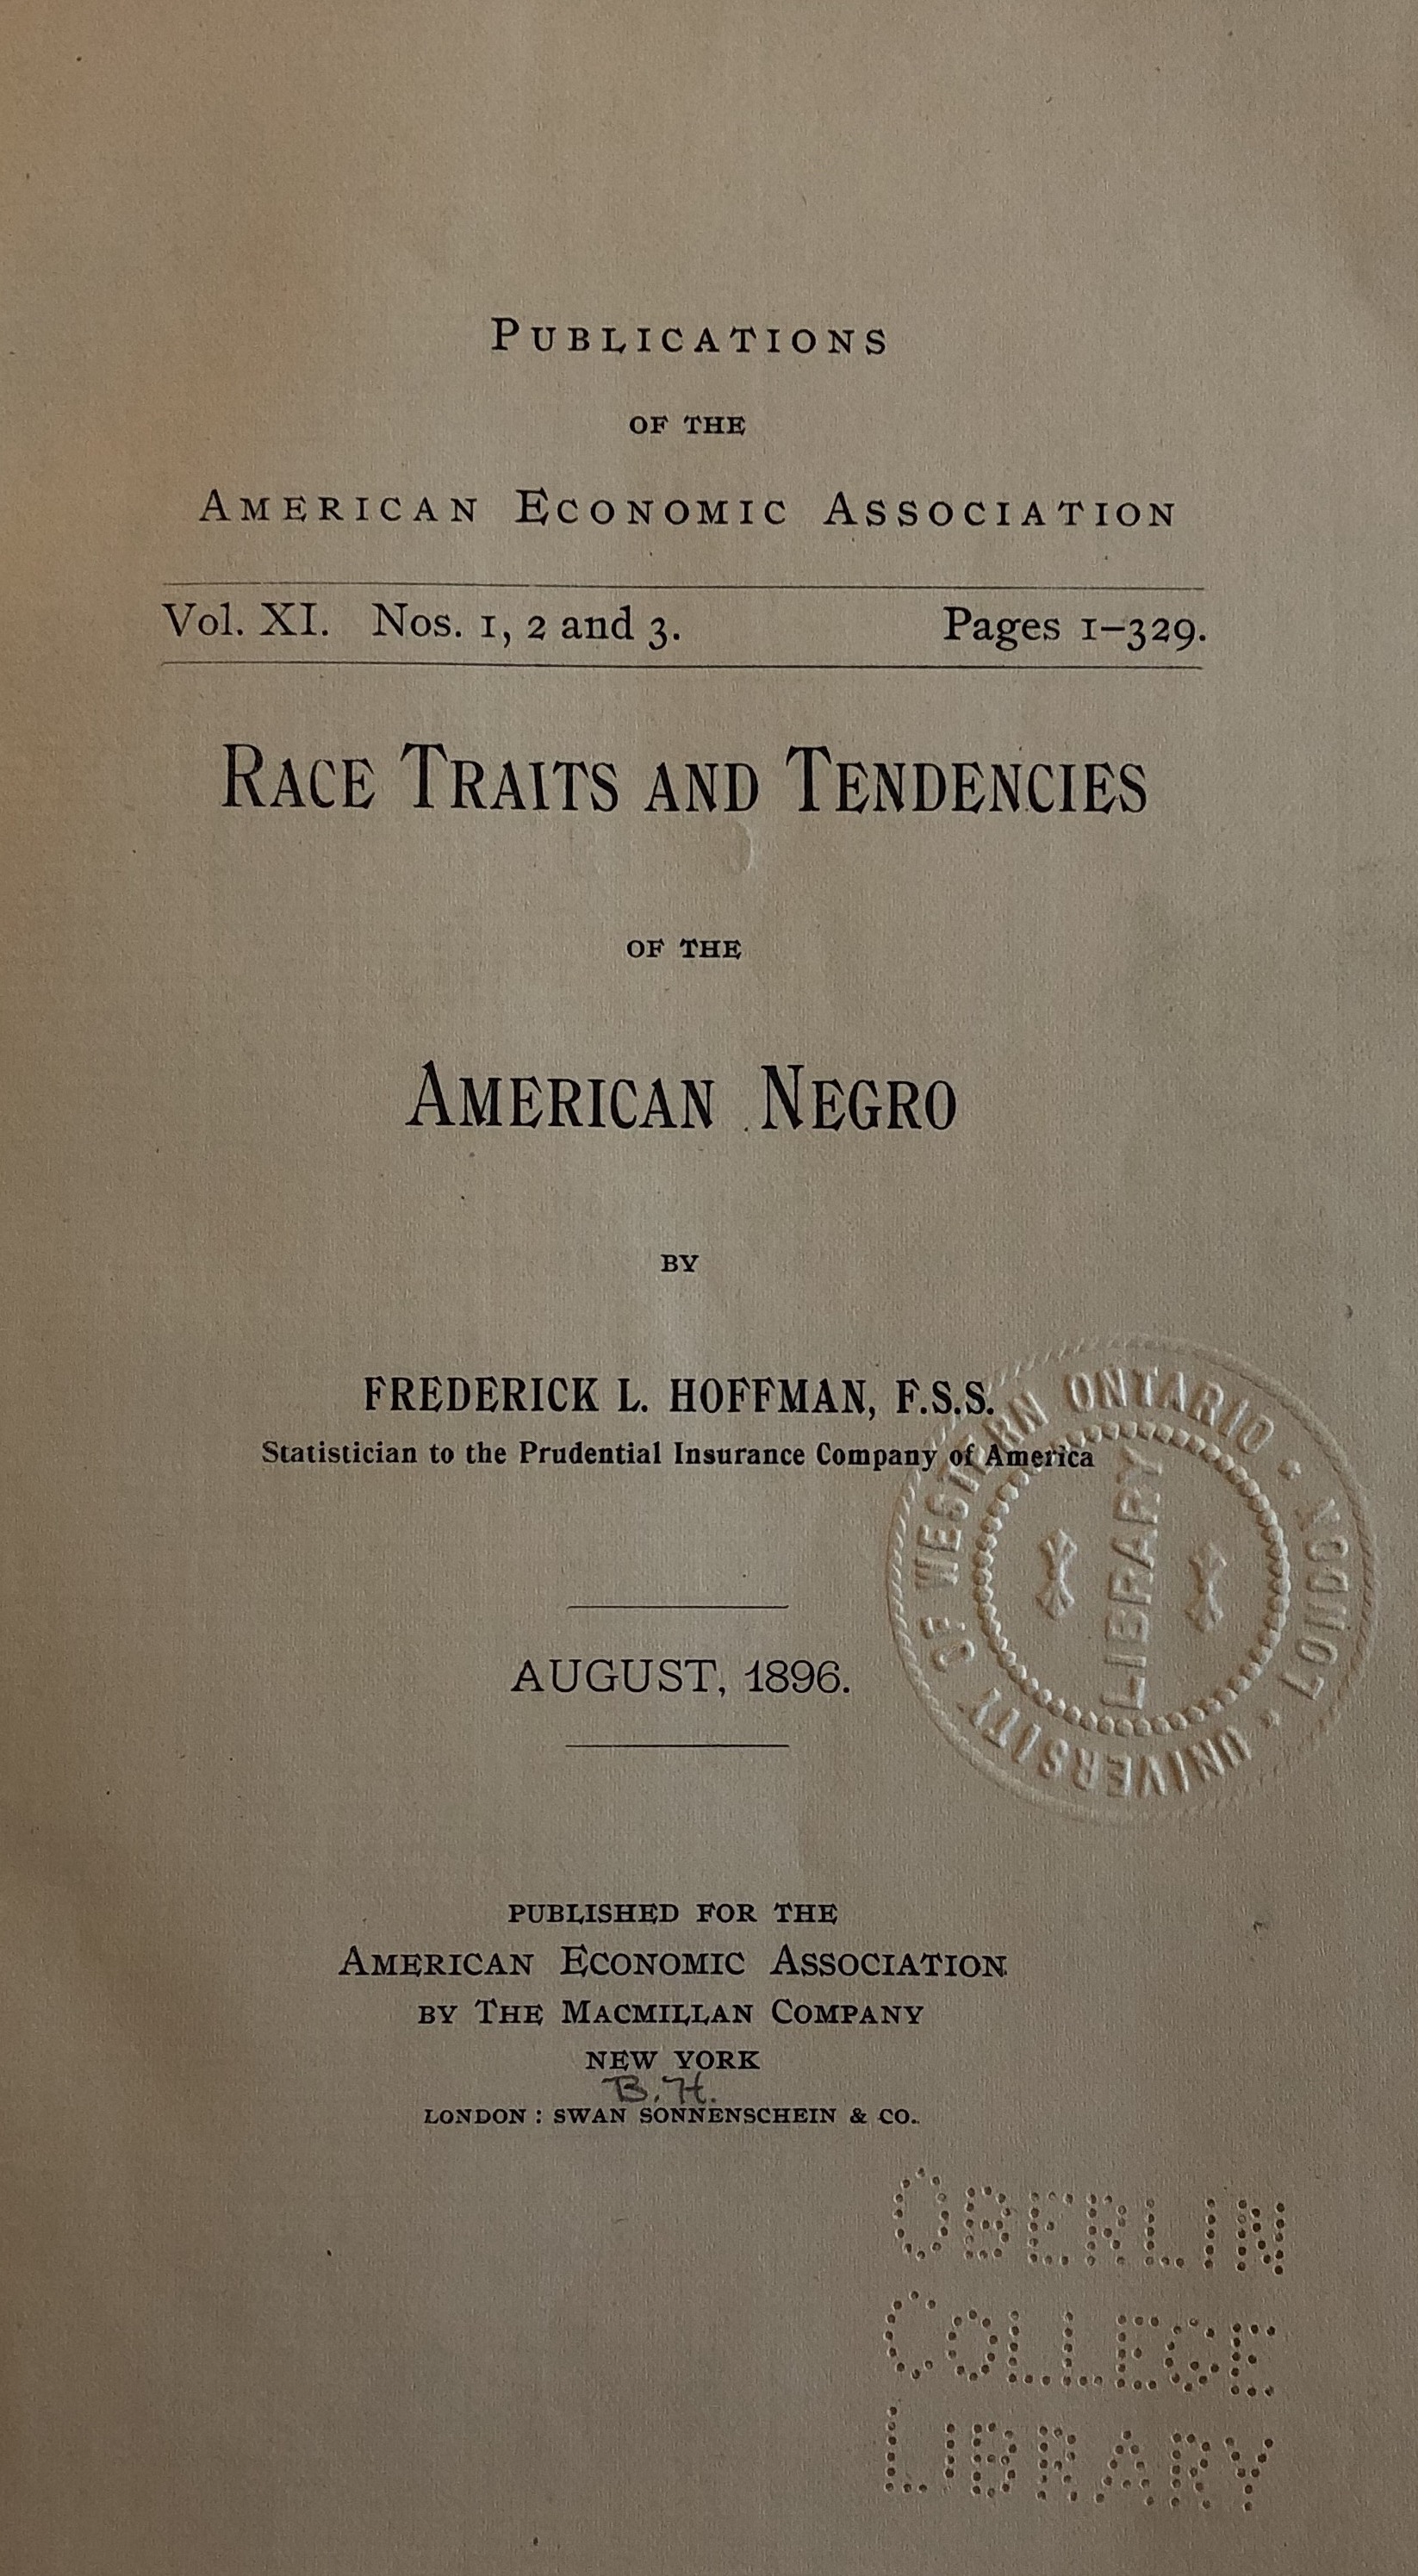 PUBLICATIONS
OF THE
AMERICAN ECONOMIC ASSOCIATION
Vol. XI. Nos. 1, 2 and 3. Pages 1–329.
RACE TRAITS AND TENDENCIES
OF THE
AMERICAN NEGRO
BY
FREDERICK L. HOFFMAN, F.S.S.
Statistician to the Prudential Insurance Company of America
UNIVERSITY OF WESTERN ONTARIO • LONDON •
LIBRARY
AUGUST, 1896.
PUBLISHED FOR THE
AMERICAN ECONOMIC ASSOCIATION
BY THE MACMILLAN COMPANY
NEW YORK
B. H.
LONDON: SWAN SONNENSCHEIN & CO.
OBERLIN
COLLEGE
LIBRARY